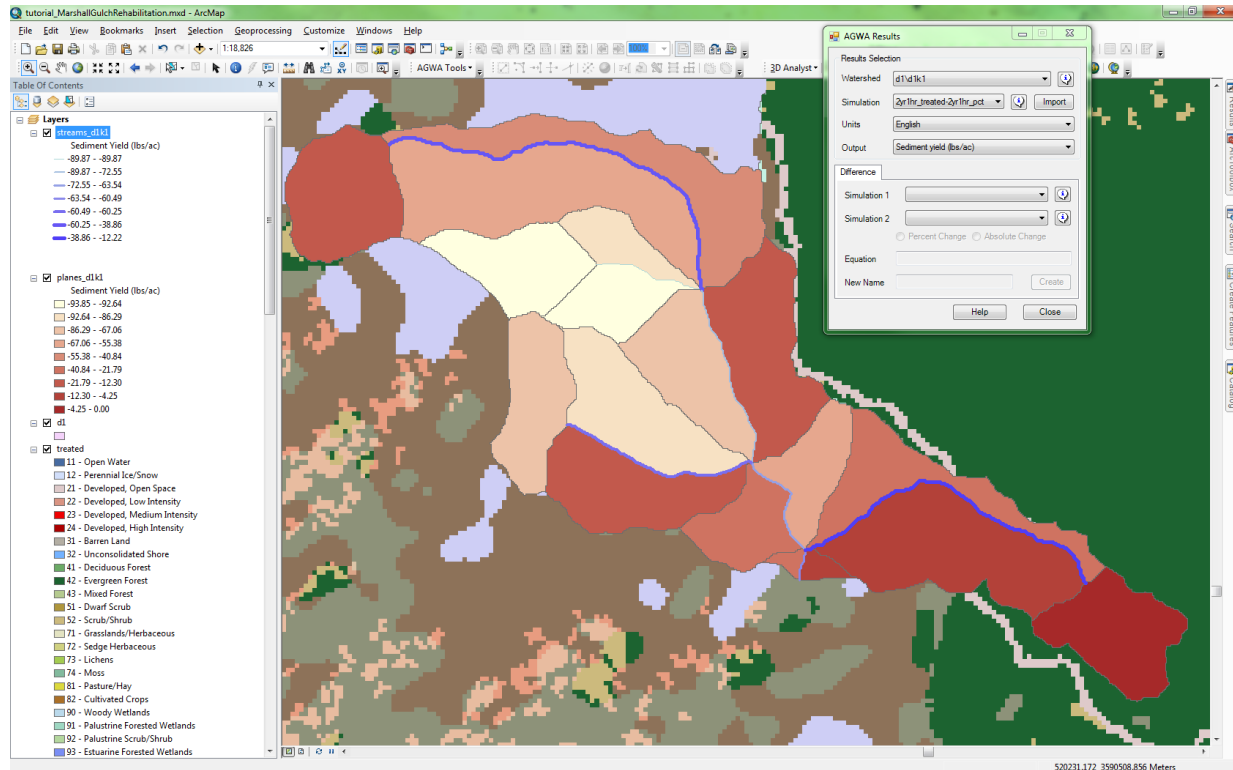 tutorial_MarshallGulchRehabilitation.mxd - ArcMap
File Edit View Bookmarks Insert Selection Geoprocessing Customize Windows Help
1:18,826
AGWA Tools
3D Analyst
Table Of Contents
Layers
streams_d1k1
Sediment Yield (lbs/ac)
-89.87 - -89.87
-89.87 - -72.55
-72.55 - -63.54
-63.54 - -60.49
-60.49 - -60.25
-60.25 - -38.86
-38.86 - -12.22
planes_d1k1
Sediment Yield (lbs/ac)
-93.85 - -92.64
-92.64 - -86.29
-86.29 - -67.06
-67.06 - -55.38
-55.38 - -40.84
-40.84 - -21.79
-21.79 - -12.30
-12.30 - -4.25
-4.25 - 0.00
d1
treated
11 - Open Water
12 - Perennial Ice/Snow
21 - Developed, Open Space
22 - Developed, Low Intensity
23 - Developed, Medium Intensity
24 - Developed, High Intensity
31 - Barren Land
32 - Unconsolidated Shore
41 - Deciduous Forest
42 - Evergreen Forest
43 - Mixed Forest
51 - Dwarf Scrub
52 - Scrub/Shrub
71 - Grasslands/Herbaceous
72 - Sedge Herbaceous
73 - Lichens
74 - Moss
81 - Pasture/Hay
82 - Cultivated Crops
90 - Woody Wetlands
91 - Palustrine Forested Wetlands
92 - Palustrine Scrub/Shrub
93 - Estuarine Forested Wetlands
AGWA Results
Results Selection
Watershed d1\d1k1
Simulation 2yr1hr_treated-2yr1hr_pct Import
Units English
Output Sediment yield (lbs/ac)
Difference
Simulation 1
Simulation 2
Percent Change Absolute Change
Equation
New Name Create
Help Close
520231.172 3590508.856 Meters